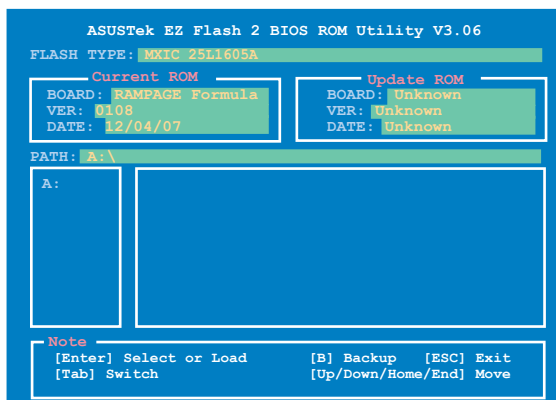 ASUSTek EZ Flash 2 BIOS ROM Utility V3.06
FLASH TYPE: MXIC 25L1605A
Current ROM
BOARD: RAMPAGE Formula
VER: 0108
DATE: 12/04/07
Update ROM
BOARD: Unknown
VER: Unknown
DATE: Unknown
PATH: A:\
A:
Note
[Enter] Select or Load [B] Backup [ESC] Exit
[Tab] Switch [Up/Down/Home/End] Move